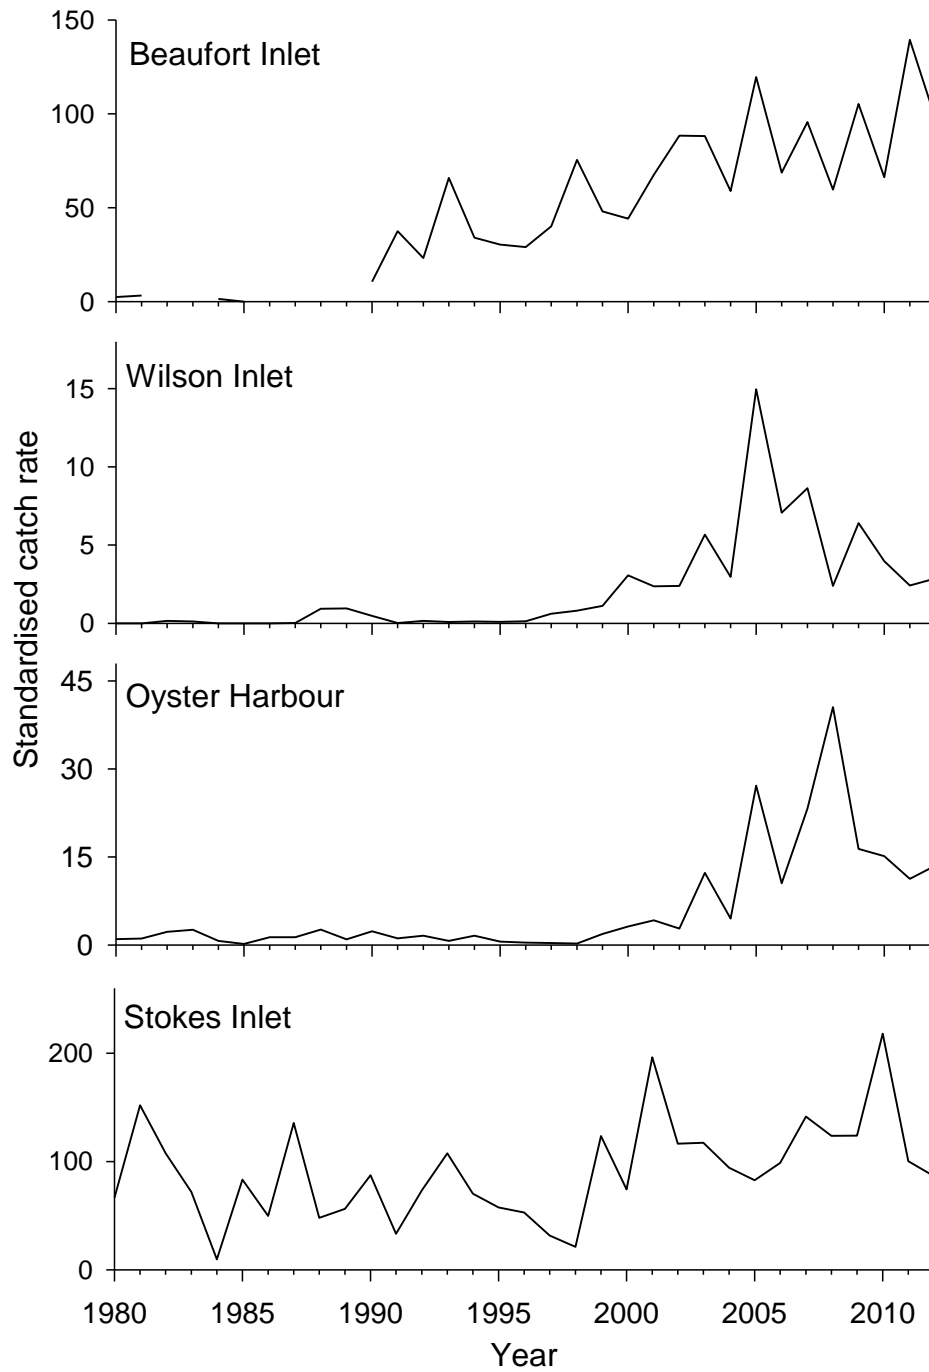 150
Beaufort Inlet
100
50
0
Wilson Inlet
15
10
5
0
Standardised catch rate
45
Oyster Harbour
30
15
0
Stokes Inlet
200
100
0
1980 1985 1990 1995 2000 2005 2010
Year